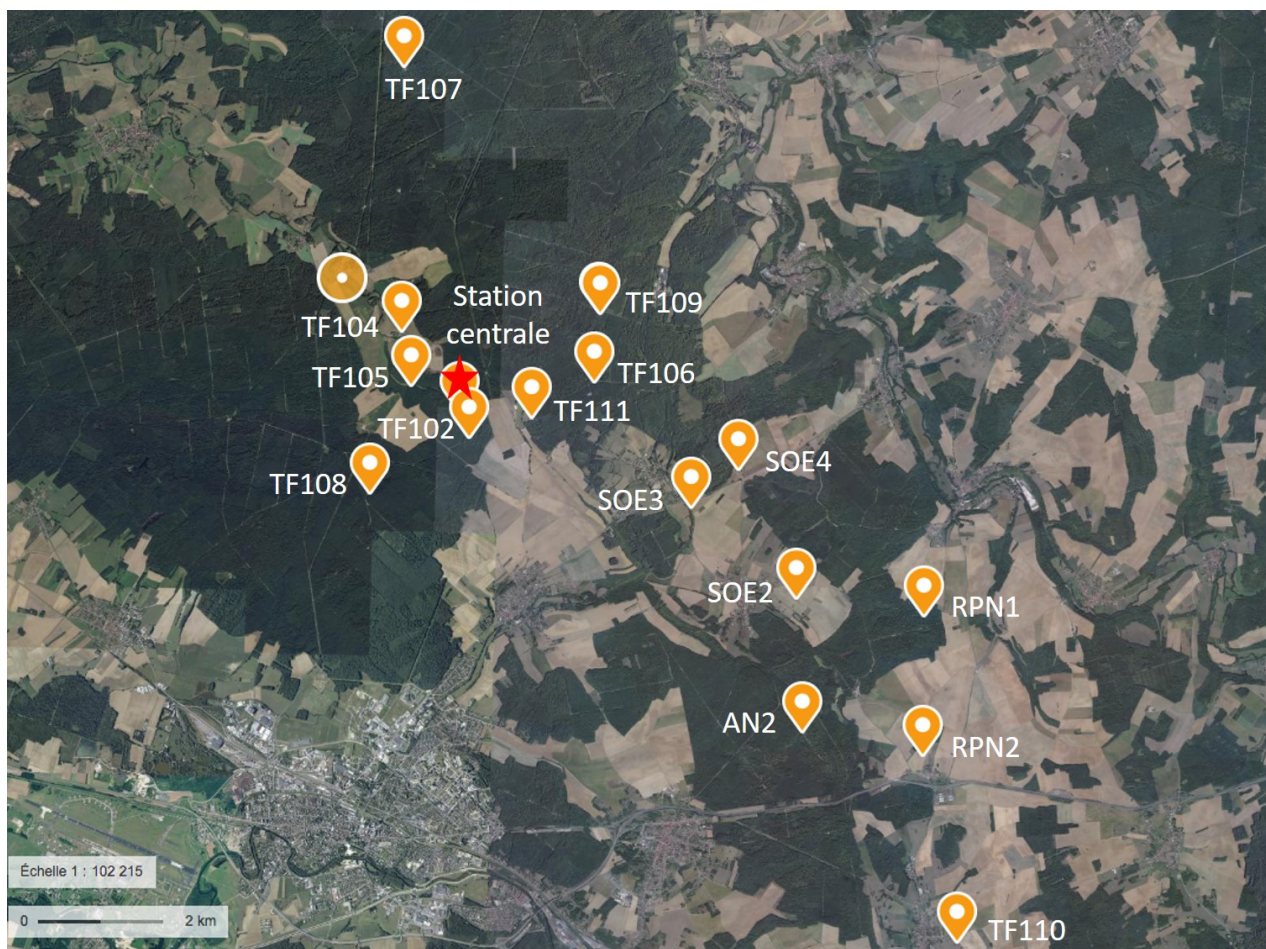 TF107
Station
centrale
TF109
TF104
TF106
TF105
TF111
TF102
SOE4
TF108
SOE3
SOE2
RPN1
AN2
RPN2
Échelle 1 : 102 215
0 2 km
TF110